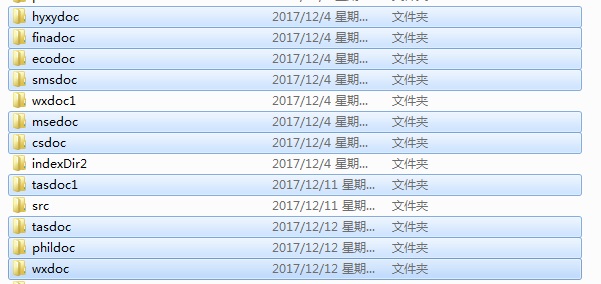 hyxydoc 2017/12/4 星期... 文件夹
finadoc 2017/12/4 星期... 文件夹
ecodoc 2017/12/4 星期... 文件夹
smsdoc 2017/12/4 星期... 文件夹
wxdoc1 2017/12/4 星期... 文件夹
msedoc 2017/12/4 星期... 文件夹
csdoc 2017/12/4 星期... 文件夹
indexDir2 2017/12/4 星期... 文件夹
tasdoc1 2017/12/11 星期... 文件夹
src 2017/12/11 星期... 文件夹
tasdoc 2017/12/12 星期... 文件夹
phildoc 2017/12/12 星期... 文件夹
wxdoc 2017/12/12 星期... 文件夹